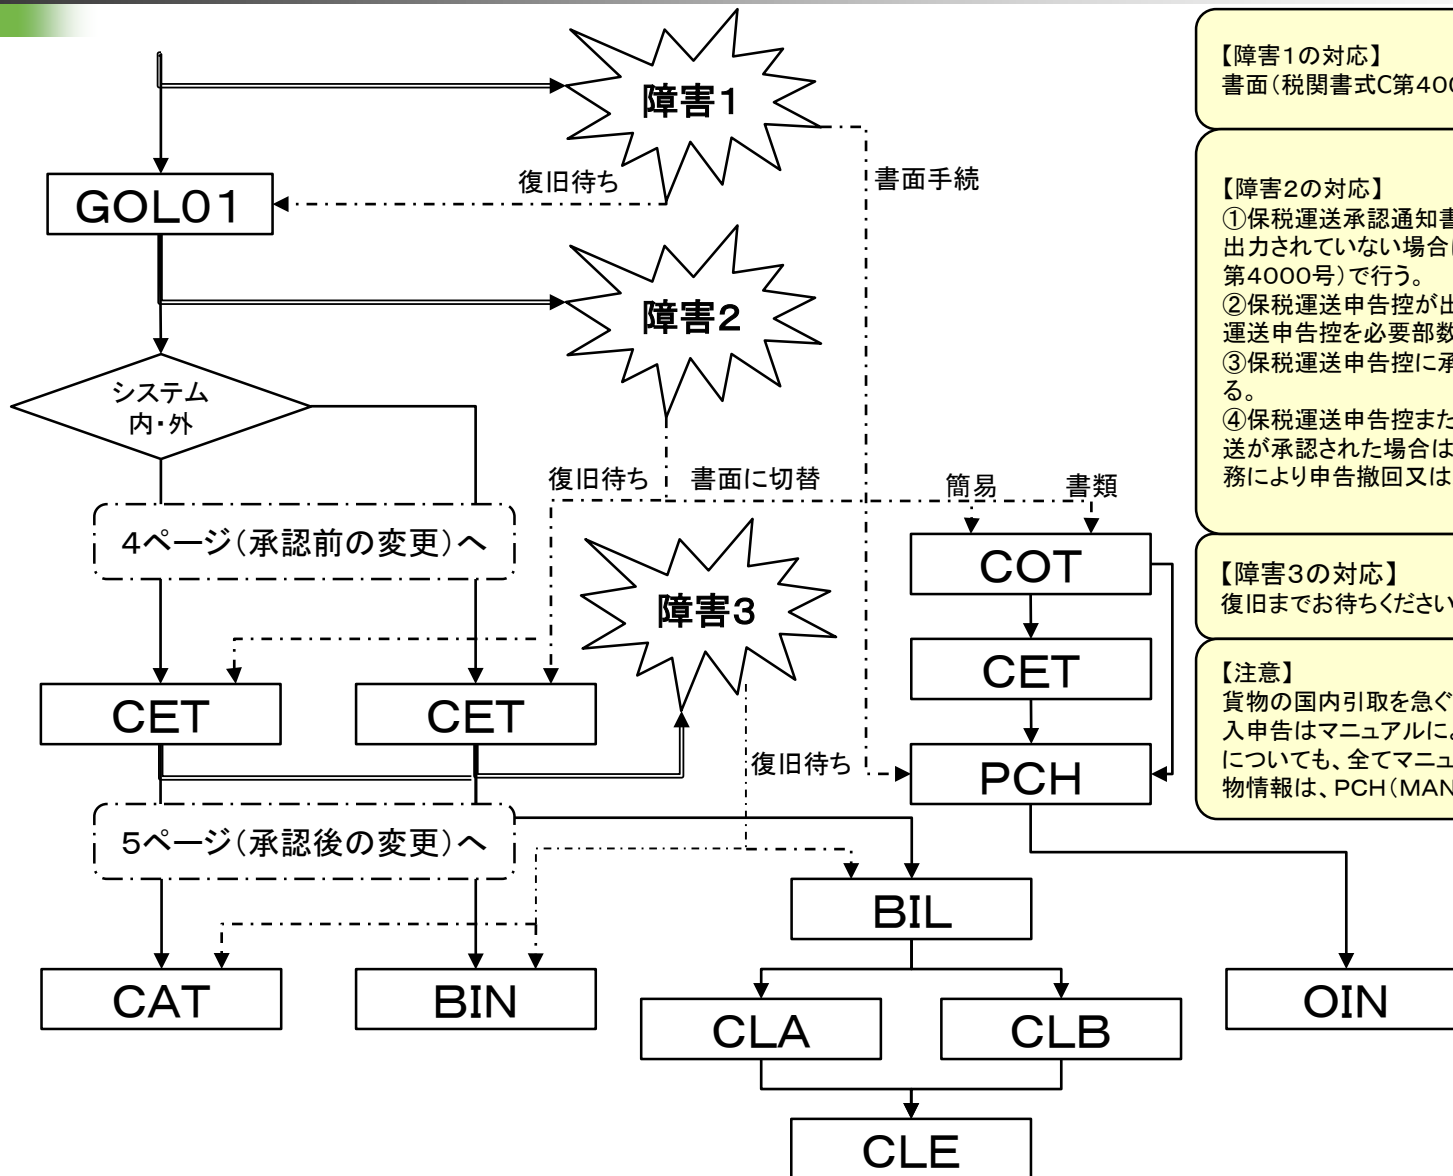 障害1
書面手続
復旧待ち
GOL01
障害2
システム
内・外
復旧待ち
書面に切替
簡易
書類
4ページ(承認前の変更)へ
COT
障害3
CET
CET
CET
復旧待ち
PCH
5ページ(承認後の変更)へ
BIL
CAT
BIN
CLA
CLB
OIN
CLE
【障害1の対応】
書面(税関書式C第400
【障害2の対応】
①保税運送承認通知書
出力されていない場合
第4000号)で行う。
②保税運送申告控が出
運送申告控を必要部数
③保税運送申告控に承
る。
④保税運送申告控また
送が承認された場合は
務により申告撤回又は
【障害3の対応】
復旧までお待ちください
【注意】
貨物の国内引取を急ぐ
入申告はマニュアルによ
についても、全てマニュ
物情報は、PCH(MAN